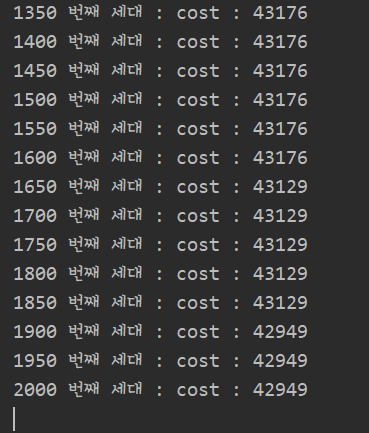 1350 번째 세대 : cost : 43176
1400 번째 세대 : cost : 43176
1450 번째 세대 : cost : 43176
1500 번째 세대 : cost : 43176
1550 번째 세대 : cost : 43176
1600 번째 세대 : cost : 43176
1650 번째 세대 : cost : 43129
1700 번째 세대 : cost : 43129
1750 번째 세대 : cost : 43129
1800 번째 세대 : cost : 43129
1850 번째 세대 : cost : 43129
1900 번째 세대 : cost : 42949
1950 번째 세대 : cost : 42949
2000 번째 세대 : cost : 42949